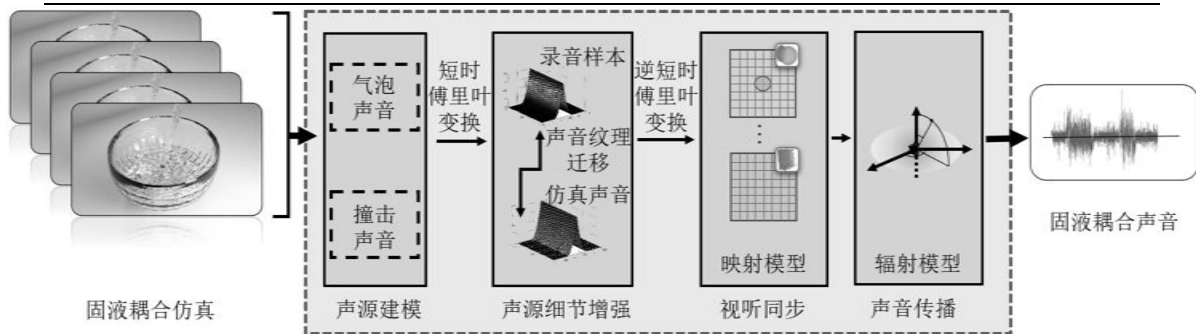 气泡
声音
撞击
声音
短时
傅里叶
变换
录音样本
声音纹理
迁移
仿真声音
逆短时
傅里叶
变换
映射模型
辐射模型
固液耦合仿真
声源建模
声源细节增强
视听同步
声音传播
固液耦合声音